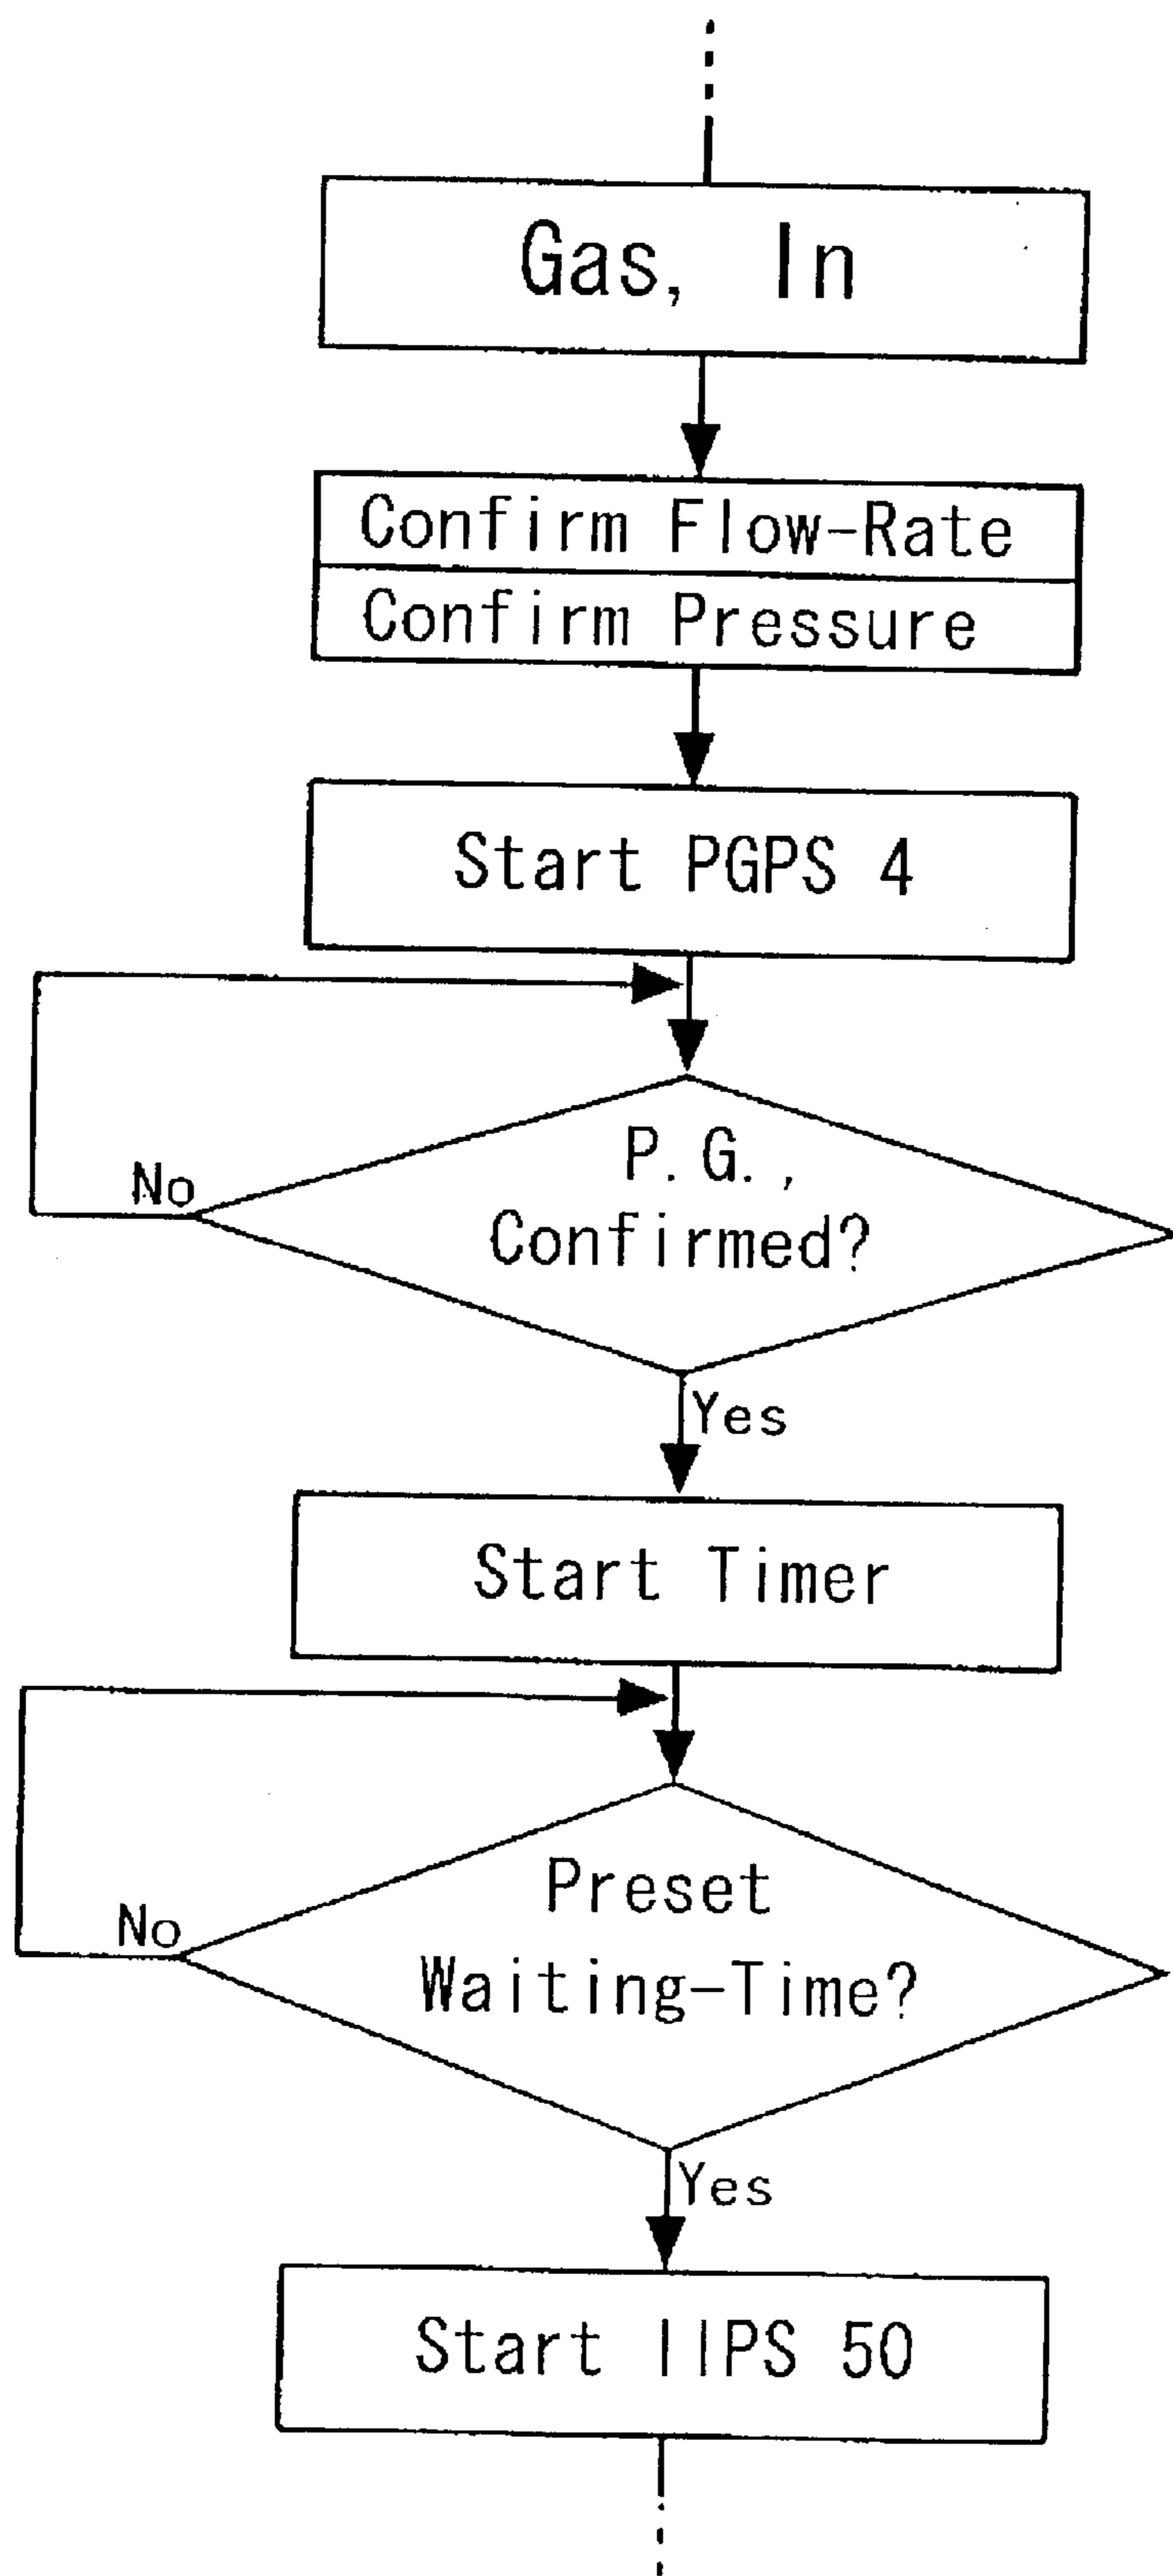 Gas, In
Confirm Flow-Rate
Confirm Pressure
Start PGPS 4
P.G.,
Confirmed?
No
Yes
Start Timer
Preset
Waiting-Time?
No
Yes
Start IIPS 50